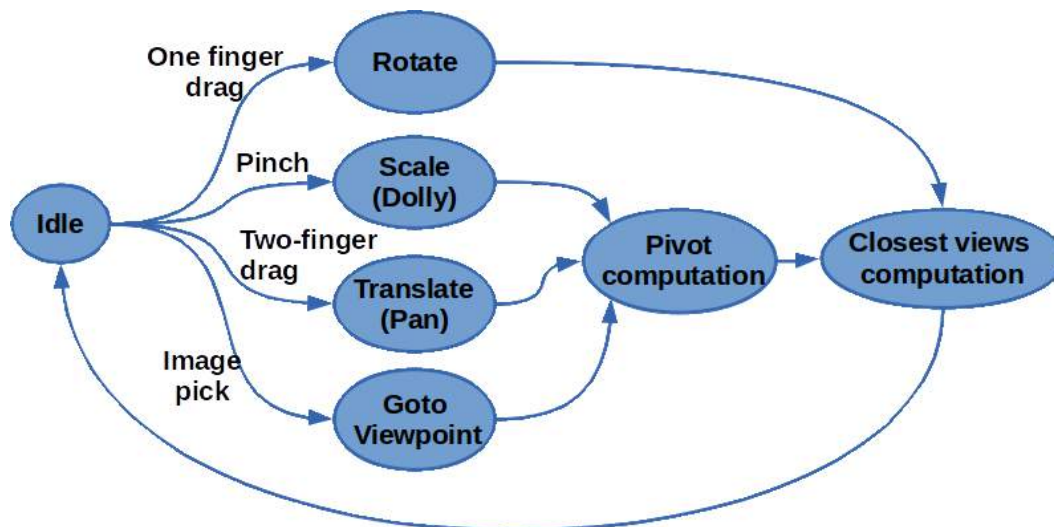 One finger
drag
Rotate
Pinch
Scale
(Dolly)
Idle
Two-finger
drag
Translate
(Pan)
Pivot
computation
Closest views
computation
Image
pick
Goto
Viewpoint